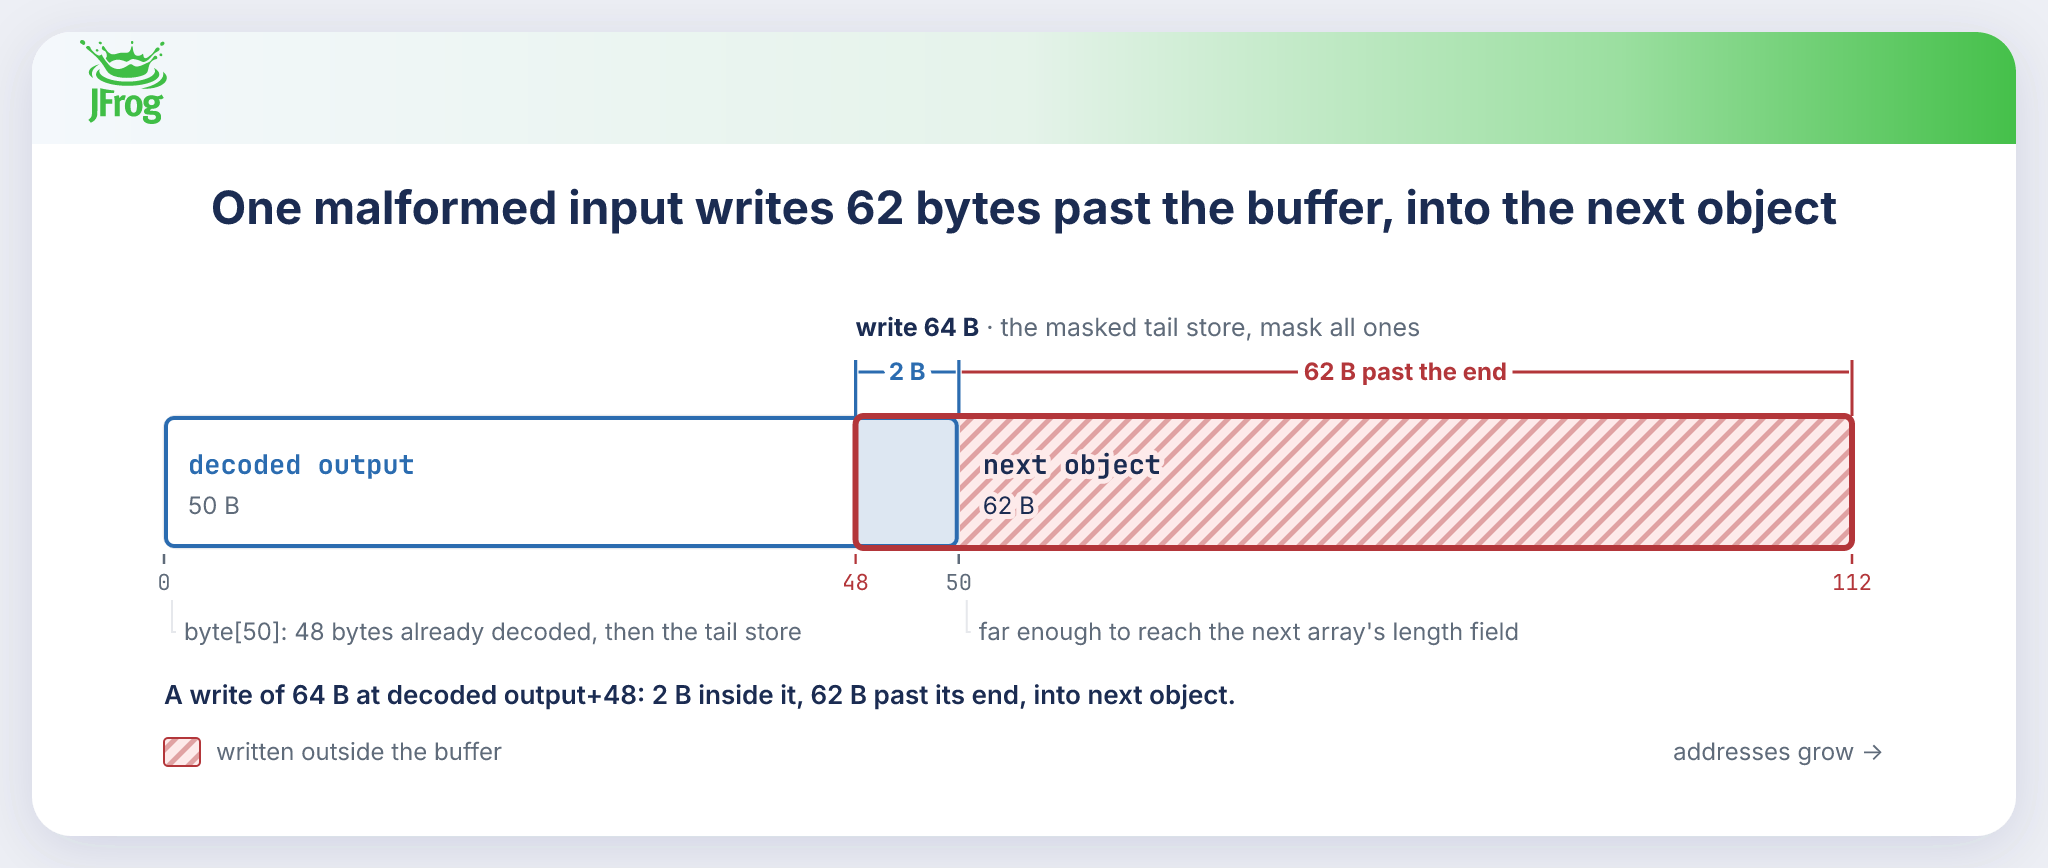 JFrog
One malformed input writes 62 bytes past the buffer, into the next object
write 64 B · the masked tail store, mask all ones
2 B
62 B past the end
decoded output
50 B
next object
62 B
0
48
50
112
byte[50]: 48 bytes already decoded, then the tail store
far enough to reach the next array's length field
A write of 64 B at decoded output+48: 2 B inside it, 62 B past its end, into next object.
written outside the buffer
addresses grow →